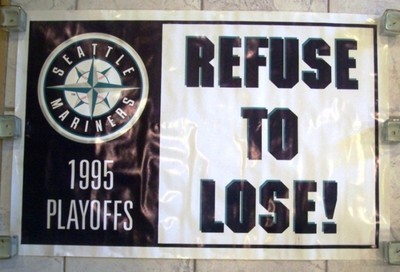 SEATTLE
MARINERS
1995
PLAYOFFS
REFUSE
TO
LOSE!